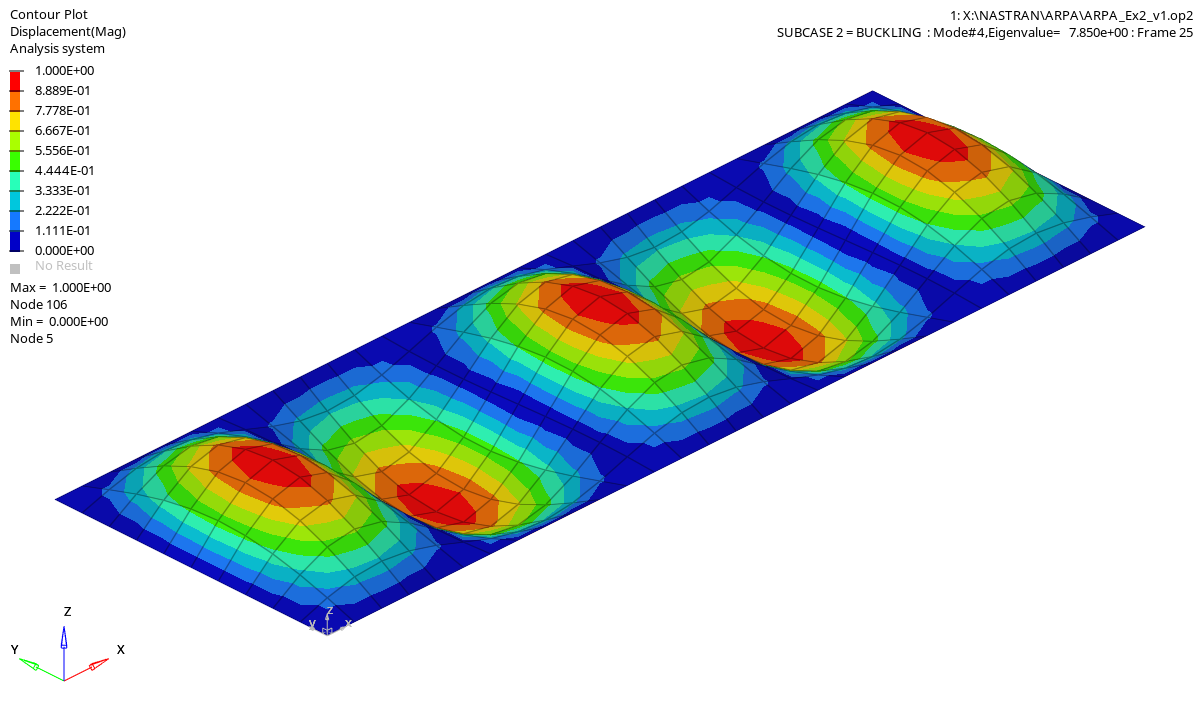 Contour Plot
Displacement(Mag)
Analysis system
1: X:\NASTRAN\ARPA\ARPA_Ex2_v1.op2
SUBCASE 2 = BUCKLING : Mode#4,Eigenvalue= 7.850e+00 : Frame 25
1.000E+00
8.889E-01
7.778E-01
6.667E-01
5.556E-01
4.444E-01
3.333E-01
2.222E-01
1.111E-01
0.000E+00
No Result
Max = 1.000E+00
Node 106
Min = 0.000E+00
Node 5
Z
Y X
Z
Y X